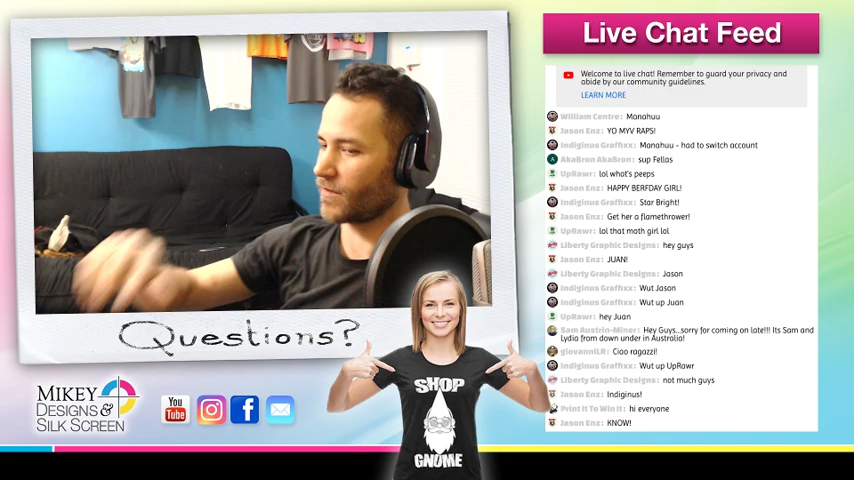 Live Chat Feed
Welcome to live chat! Remember to guard your privacy and
abide by our community guidelines.
LEARN MORE
William Centre: Manahuu
Jason Enz: YO MYV RAPS!
Indiginus Graffixx: Manahuu - had to switch account
AkaBron AkaBron: sup Fellas
UpRawr: lol what's peeps
Jason Enz: HAPPY BERFDAY GIRL!
Indiginus Graffixx: Star Bright!
Jason Enz: Get her a flamethrower!
UpRawr: lol that moth girl lol
Liberty Graphic Designs: hey guys
Jason Enz: JUAN!
Liberty Graphic Designs: Jason
Indiginus Graffixx: Wut Jason
Indiginus Graffixx: Wut up Juan
UpRawr: hey Juan
Sam Austrin-Miner: Hey Guys...sorry for coming on late!!! Its Sam and
lydia from down under in Australia!
giovanniLR: Ciao ragazzi!
Indiginus Graffixx: Wut up UpRawr
Liberty Graphic Designs: not much guys
Jason Enz: Indiginus!
Print It To Win It: hi everyone
Jason Enz: KNOW!
Questions?
MIKEY
DESIGNS &
SILK SCREEN
You
Tube
SHOP
GNOME